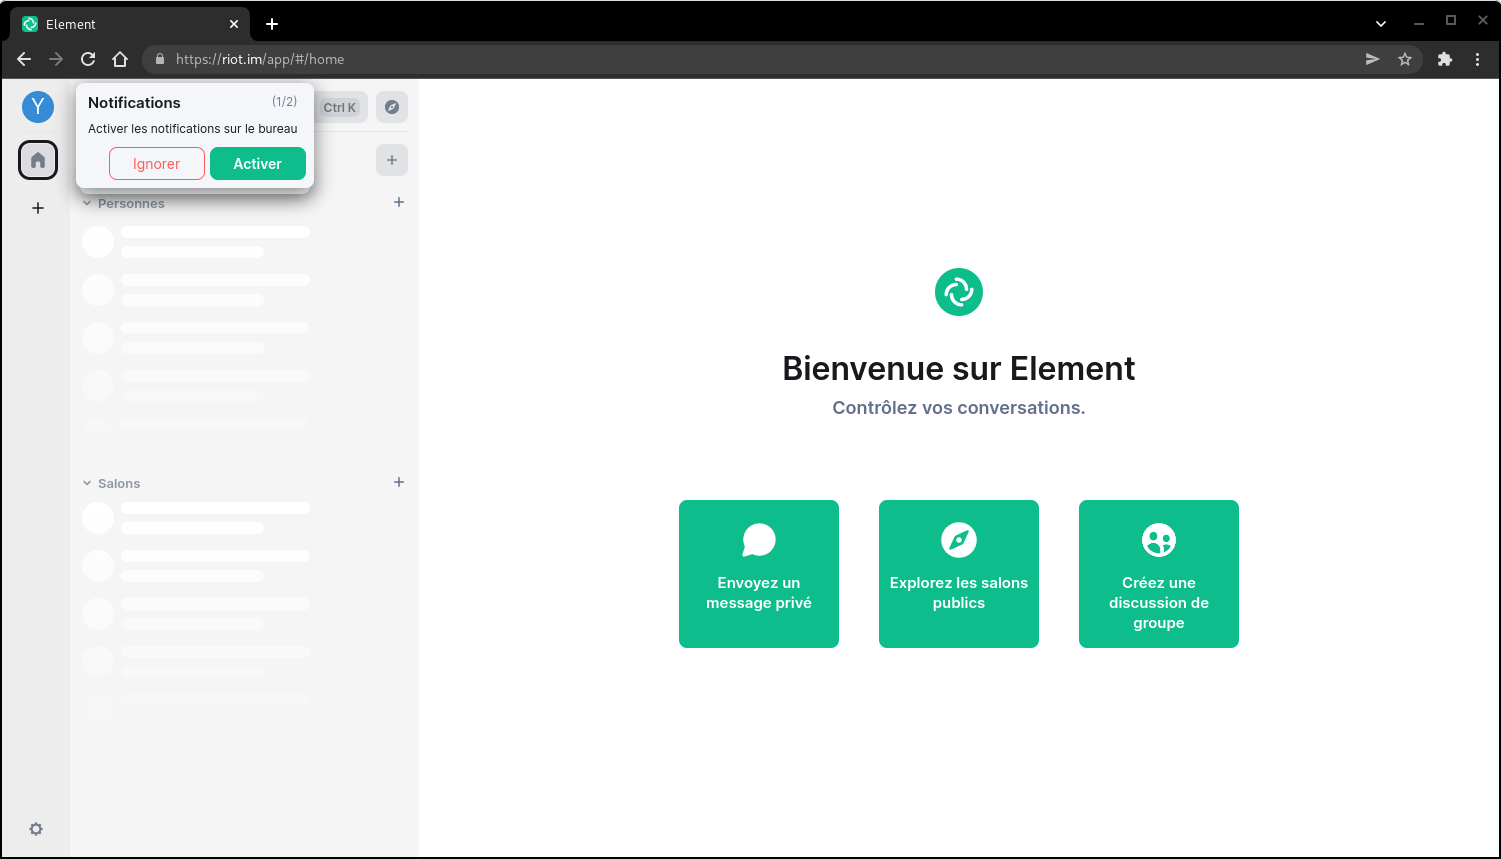 Element
https://riot.im/app/#/home
Y
Notifications (1/2)
Ctrl K
Activer les notifications sur le bureau
Ignorer Activer
Personnes
Salons
Bienvenue sur Element
Contrôlez vos conversations.
Envoyez un
message privé
Explorez les salons
publics
Créez une
discussion de
groupe